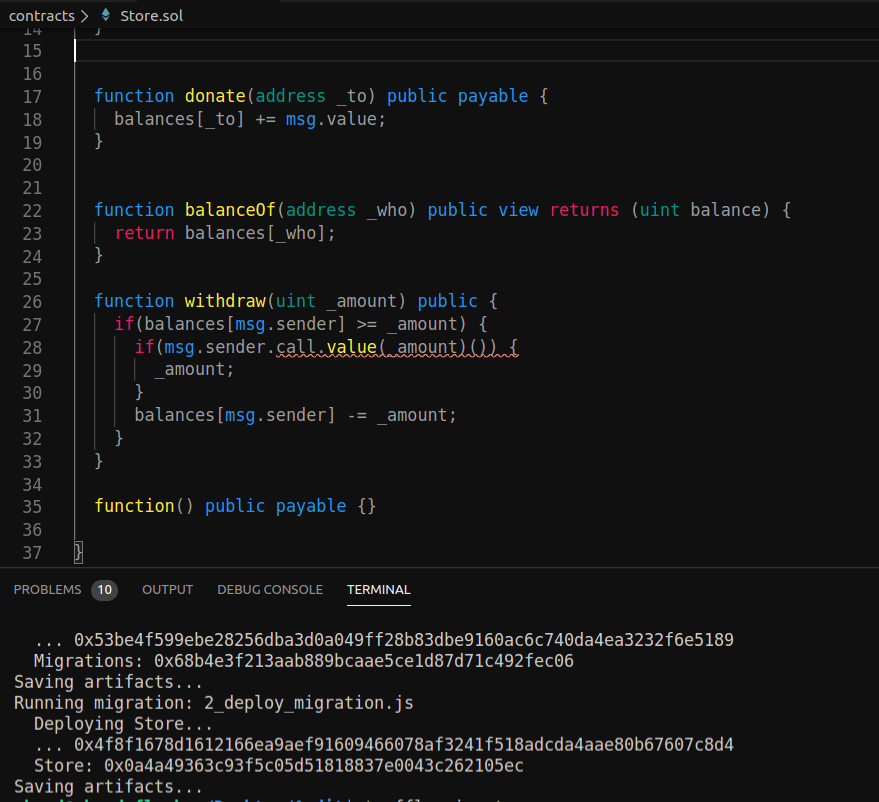 contracts > Store.sol
14 }
15
16
17 function donate(address _to) public payable {
18 balances[_to] += msg.value;
19 }
20
21
22 function balanceOf(address _who) public view returns (uint balance) {
23 return balances[_who];
24 }
25
26 function withdraw(uint _amount) public {
27 if(balances[msg.sender] >= _amount) {
28 if(msg.sender.call.value(_amount)()) {
29 _amount;
30 }
31 balances[msg.sender] -= _amount;
32 }
33 }
34
35 function() public payable {}
36
37 }
PROBLEMS 10 OUTPUT DEBUG CONSOLE TERMINAL
... 0x53be4f599ebe28256dba3d0a049ff28b83dbe9160ac6c740da4ea3232f6e5189
Migrations: 0x68b4e3f213aab889bcaae5ce1d87d71c492fec06
Saving artifacts...
Running migration: 2_deploy_migration.js
Deploying Store...
... 0x4f8f1678d1612166ea9aef91609466078af3241f518adcda4aae80b67607c8d4
Store: 0x0a4a49363c93f5c05d51818837e0043c262105ec
Saving artifacts...